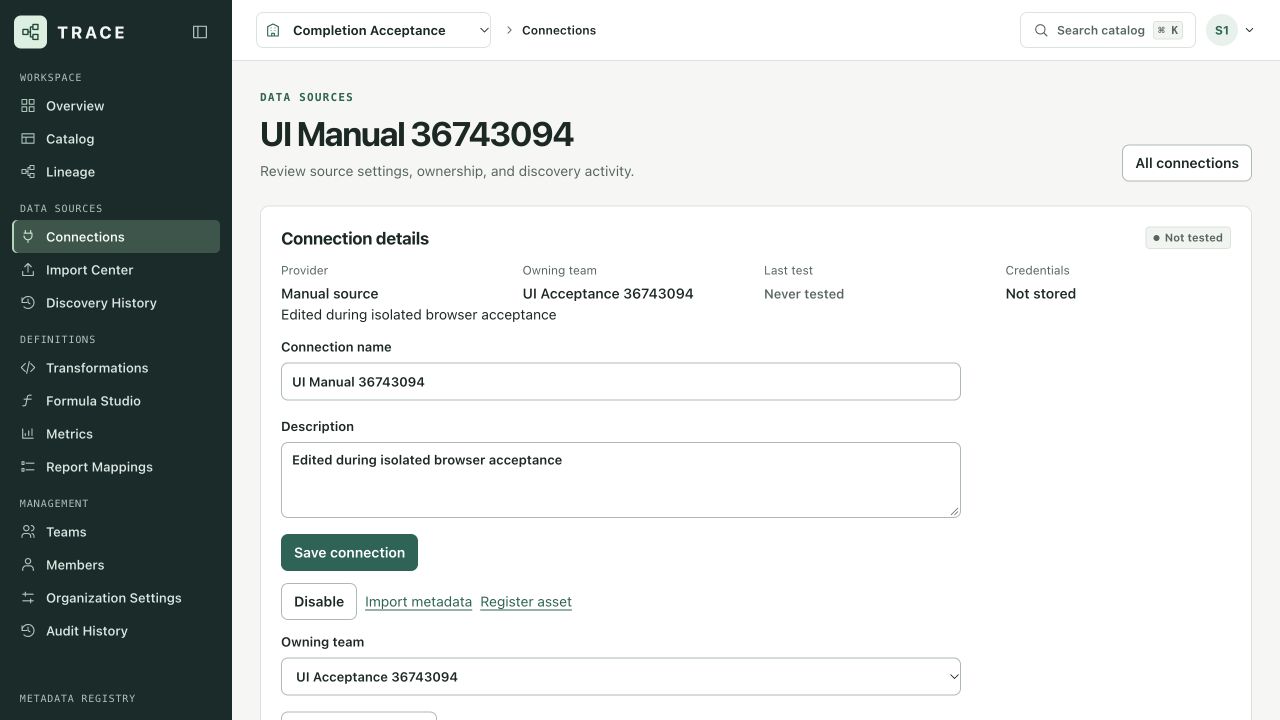 TRACE
WORKSPACE
Overview
Catalog
Lineage
DATA SOURCES
Connections
Import Center
Discovery History
DEFINITIONS
Transformations
Formula Studio
Metrics
Report Mappings
MANAGEMENT
Teams
Members
Organization Settings
Audit History
METADATA REGISTRY
Completion Acceptance
Connections
Search catalog ⌘ K
S1
DATA SOURCES
UI Manual 36743094
Review source settings, ownership, and discovery activity.
All connections
Connection details
Not tested
Provider Owning team Last test Credentials
Manual source UI Acceptance 36743094 Never tested Not stored
Edited during isolated browser acceptance
Connection name
UI Manual 36743094
Description
Edited during isolated browser acceptance
Save connection
Disable Import metadata Register asset
Owning team
UI Acceptance 36743094